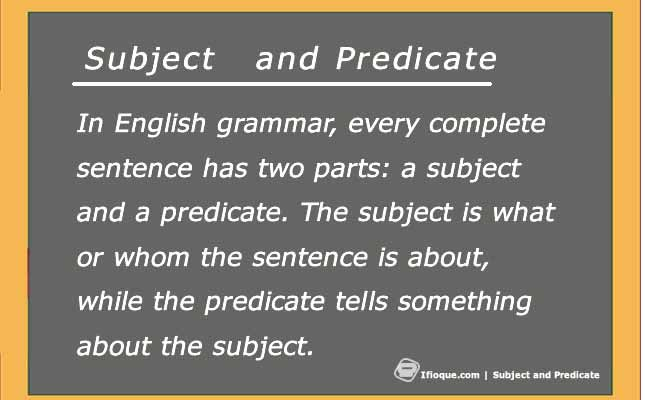 Subject and Predicate
In English grammar, every complete
sentence has two parts: a subject
and a predicate. The subject is what
or whom the sentence is about,
while the predicate tells something
about the subject.
Ifioque.com | Subject and Predicate